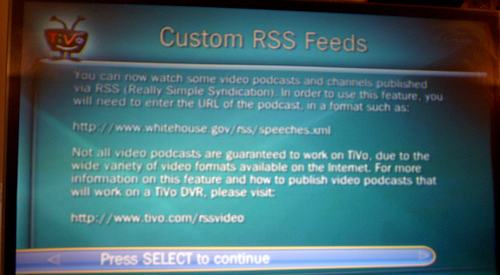 TiVo
Custom RSS Feeds
You can now watch some video podcasts and channels published
via RSS (Really Simple Syndication). In order to use this feature, you
will need to enter the URL of the podcast, in a format such as:
http://www.whitehouse.gov/rss/speeches.xml
Not all video podcasts are guaranteed to work on TiVo, due to the
wide variety of video formats available on the Internet. For more
information on this feature and how to publish video podcasts that
will work on a TiVo DVR, please visit:
http://www.tivo.com/rssvideo
Press SELECT to continue